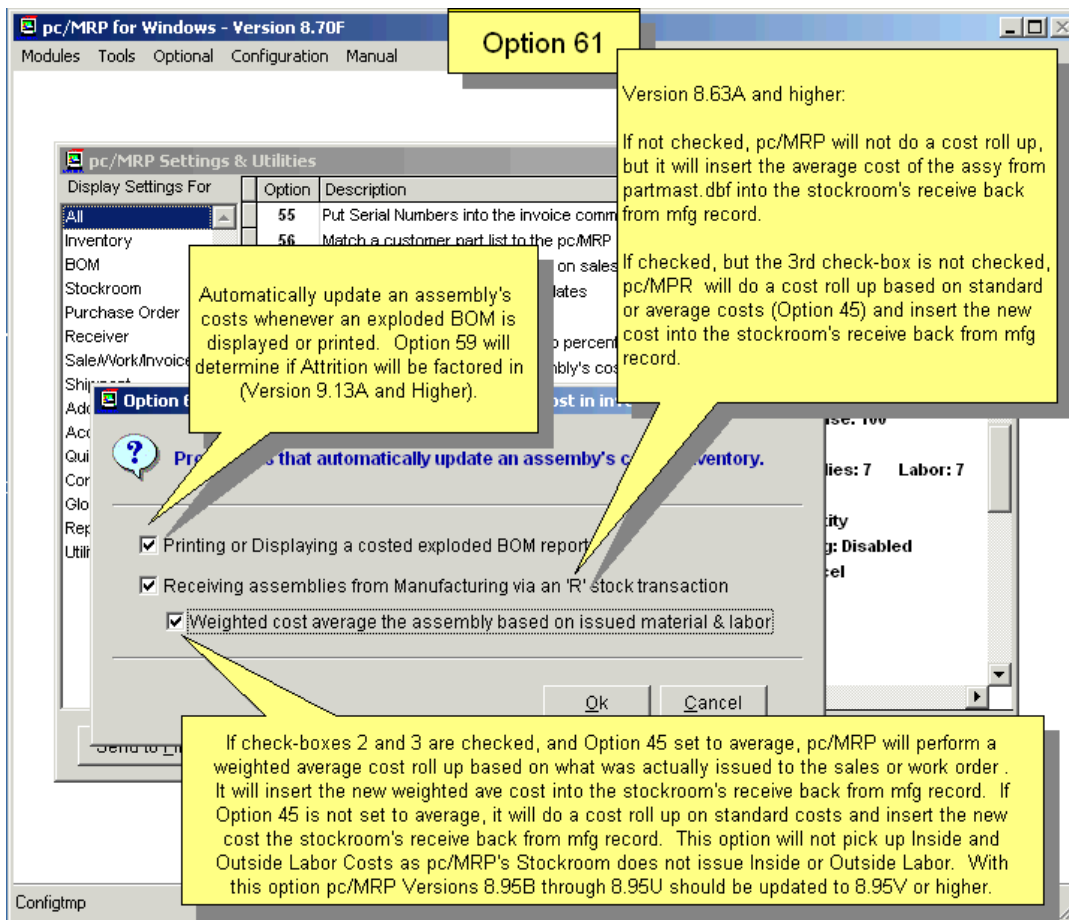 pc/MRP for Windows - Version 8.70F
Option 61
Modules Tools Optional Configuration Manual
Version 8.63A and higher:
If not checked, pc/MRP will not do a cost roll up,
but it will insert the average cost of the assy from
partmast.dbf into the stockroom's receive back
from mfg record.
If checked, but the 3rd check-box is not checked,
pc/MPR will do a cost roll up based on standard
or average costs (Option 45) and insert the new
cost into the stockroom's receive back from mfg
record.
pc/MRP Settings & Utilities
Display Settings For
Option Description
All
55 Put Serial Numbers into the invoice comm
Inventory
56 Match a customer part list to the pc/MRP
BOM
on sales
Stockroom
Purchase Order
Receiver
percent
Sale/Work/Invoice
Automatically update an assembly's
costs whenever an exploded BOM is
displayed or printed. Option 59 will
determine if Attrition will be factored in
(Version 9.13A and Higher).
Option 6
ost in inv
100
Labor: 7
g: Disabled
that automatically update an assemby's c
Printing or Displaying a costed exploded BOM report
Receiving assemblies from Manufacturing via an 'R' stock transaction
Weighted cost average the assembly based on issued material & labor
Ok Cancel
If check-boxes 2 and 3 are checked, and Option 45 set to average, pc/MRP will perform a
weighted average cost roll up based on what was actually issued to the sales or work order .
It will insert the new weighted ave cost into the stockroom's receive back from mfg record. If
Option 45 is not set to average, it will do a cost roll up on standard costs and insert the new
cost the stockroom's receive back from mfg record. This option will not pick up Inside and
Outside Labor Costs as pc/MRP's Stockroom does not issue Inside or Outside Labor. With
this option pc/MRP Versions 8.95B through 8.95U should be updated to 8.95V or higher.
Configtmp